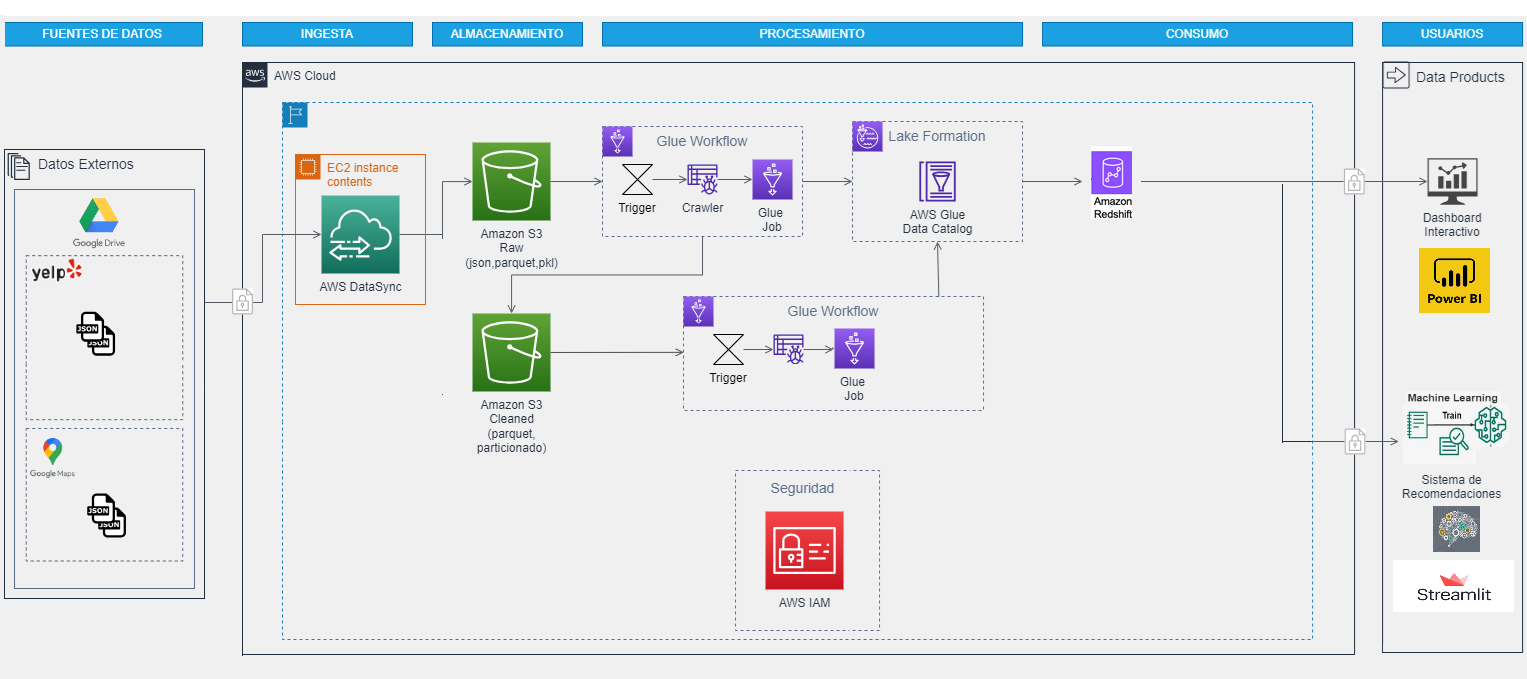 FUENTES DE DATOS
INGESTA
ALMACENAMIENTO
PROCESAMIENTO
CONSUMO
USUARIOS
aws
AWS Cloud
Data Products
Datos Externos
Google Drive
yelp
JSON
JSON
Google Maps
JSON
JSON
EC2 instance
contents
AWS DataSync
Amazon S3
Raw
(json,parquet,pkl)
Amazon S3
Cleaned
(parquet,
particionado)
Glue Workflow
Trigger
Crawler
Glue
Job
Lake Formation
AWS Glue
Data Catalog
Glue Workflow
Trigger
Glue
Job
Seguridad
AWS IAM
Amazon
Redshift
Dashboard
Interactivo
Power BI
Machine Learning
Train
Sistema de
Recomendaciones
Streamlit